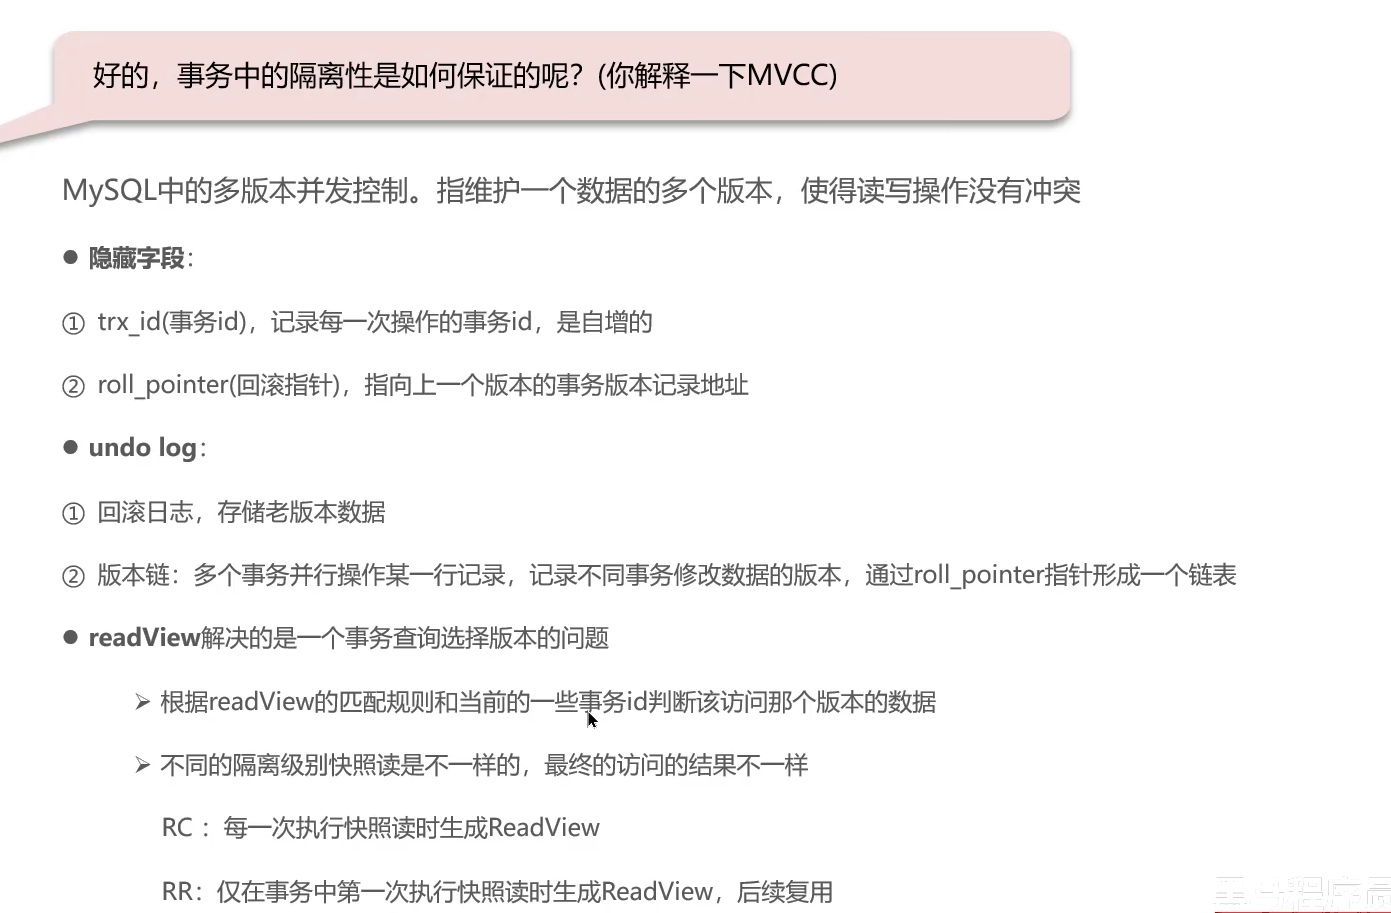 好的，事务中的隔离性是如何保证的呢？(你解释一下MVCC)
MySQL中的多版本并发控制。指维护一个数据的多个版本，使得读写操作没有冲突
● 隐藏字段：
① trx_id(事务id)，记录每一次操作的事务id，是自增的
② roll_pointer(回滚指针)，指向上一个版本的事务版本记录地址
● undo log：
① 回滚日志，存储老版本数据
② 版本链：多个事务并行操作某一行记录，记录不同事务修改数据的版本，通过roll_pointer指针形成一个链表
● readView解决的是一个事务查询选择版本的问题
➢ 根据readView的匹配规则和当前的一些事务id判断该访问那个版本的数据
➢ 不同的隔离级别快照读是不一样的，最终的访问的结果不一样
RC ：每一次执行快照读时生成ReadView
RR：仅在事务中第一次执行快照读时生成ReadView，后续复用
黑马程序员